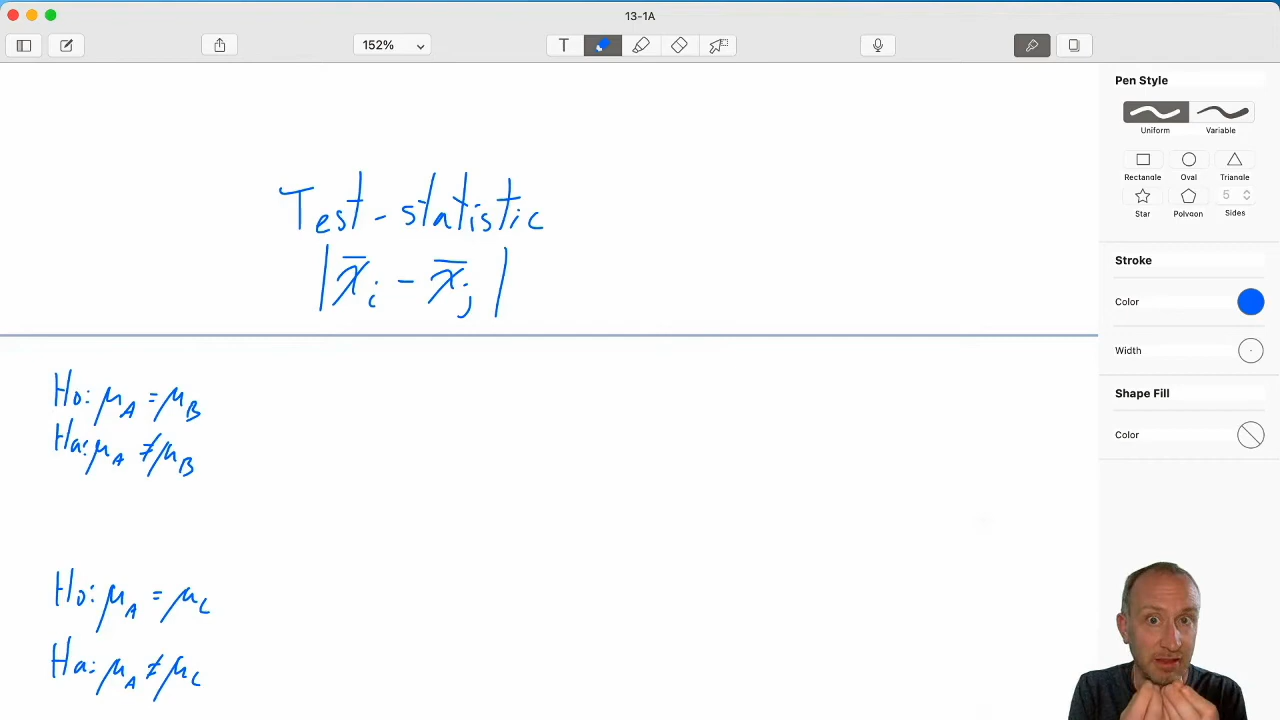 13-1A
152%
T
Pen Style
Uniform Variable
Rectangle Oval Triangle
5
Star Polygon Sides
Stroke
Color
Width
Shape Fill
Color
Test-statistic
|x̄i - x̄j|
Ho: μA = μB
Ha: μA ≠ μB
Ho: μA = μC
Ha: μA ≠ μC